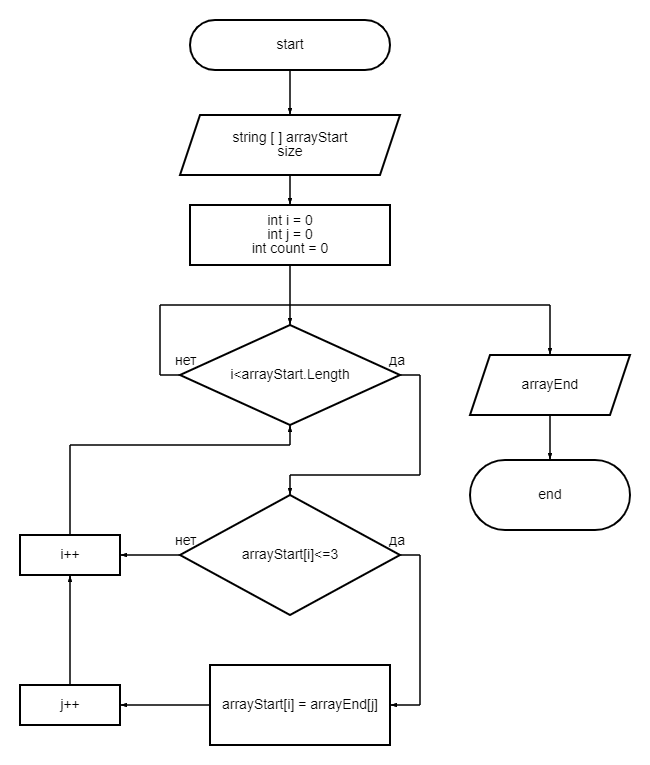 start
string [ ] arrayStart
size
int i = 0
int j = 0
int count = 0
нет
да
i<arrayStart.Length
arrayEnd
end
нет
да
arrayStart[i]<=3
i++
j++
arrayStart[i] = arrayEnd[j]